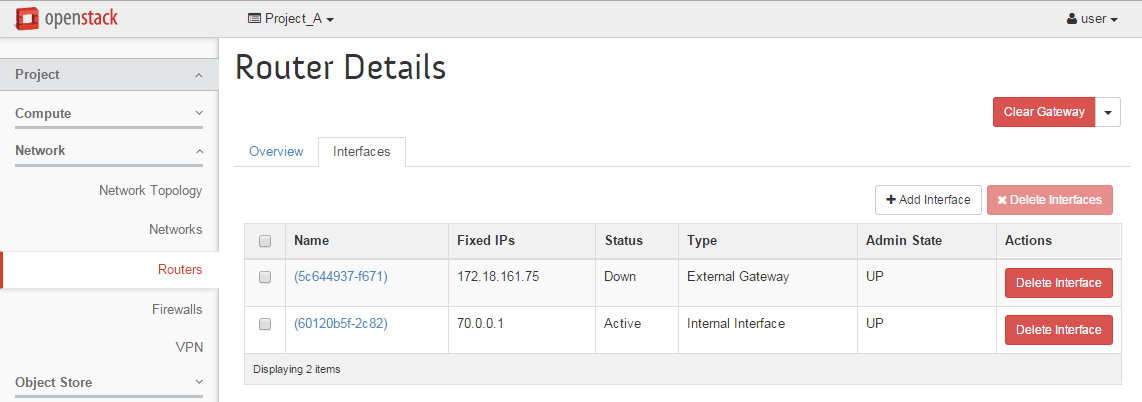 openstack
Project_A
user
Project
Compute
Network
Network Topology
Networks
Routers
Firewalls
VPN
Object Store
Router Details
Clear Gateway
Overview Interfaces
+ Add Interface ✖ Delete Interfaces
Name Fixed IPs Status Type Admin State Actions
(5c644937-f671) 172.18.161.75 Down External Gateway UP Delete Interface
(60120b5f-2c82) 70.0.0.1 Active Internal Interface UP Delete Interface
Displaying 2 items